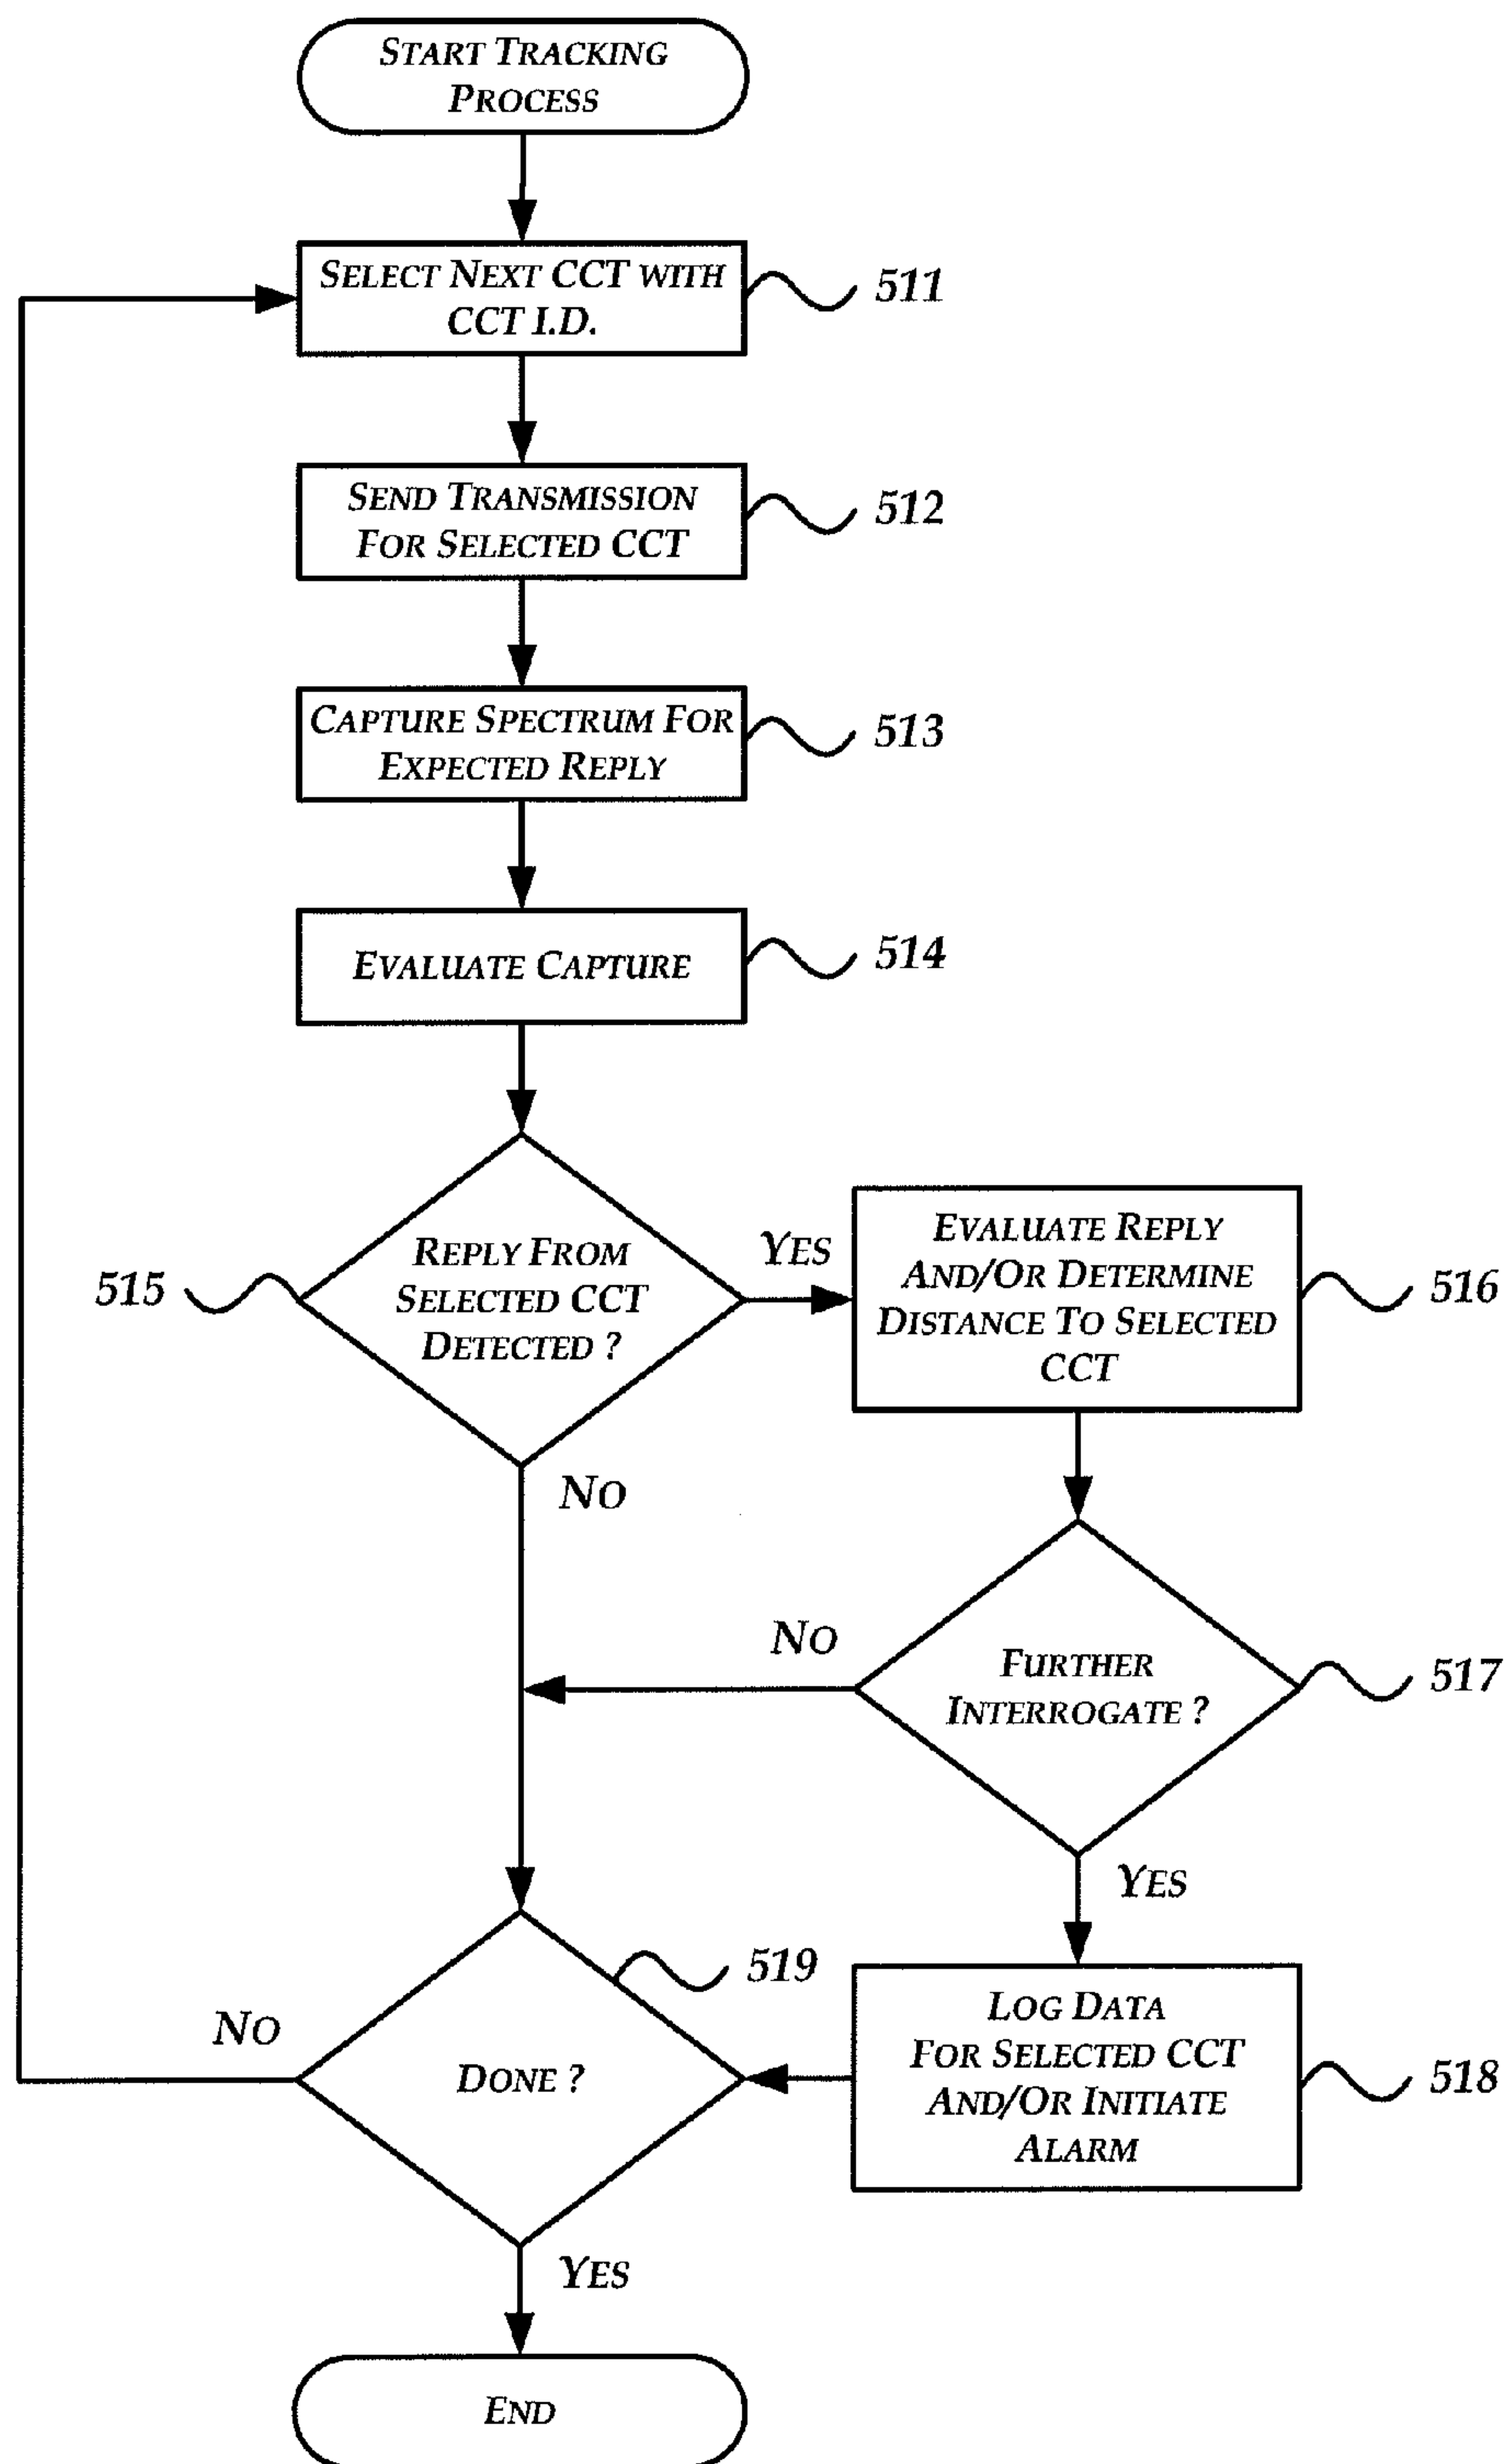 START TRACKING
PROCESS
SELECT NEXT CCT WITH
CCT I.D.
511
SEND TRANSMISSION
FOR SELECTED CCT
512
CAPTURE SPECTRUM FOR
EXPECTED REPLY
513
EVALUATE CAPTURE
514
REPLY FROM
SELECTED CCT
DETECTED ?
515
YES
NO
EVALUATE REPLY
AND/OR DETERMINE
DISTANCE TO SELECTED
CCT
516
FURTHER
INTERROGATE ?
517
NO
YES
LOG DATA
FOR SELECTED CCT
AND/OR INITIATE
ALARM
518
DONE ?
519
NO
YES
END